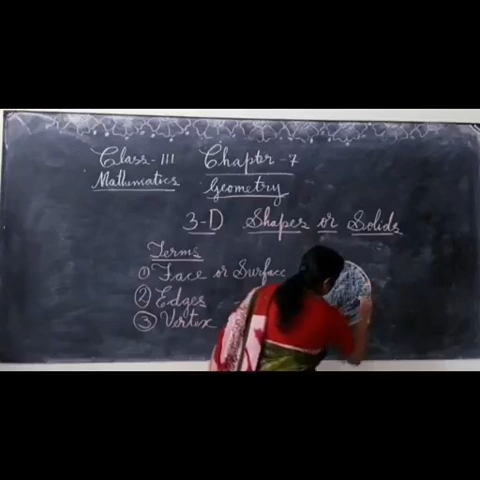 Class-III Chapter-7
Mathematics Geometry
3-D Shapes or Solids
Terms
① Face or Surface
② Edges
③ Vertex